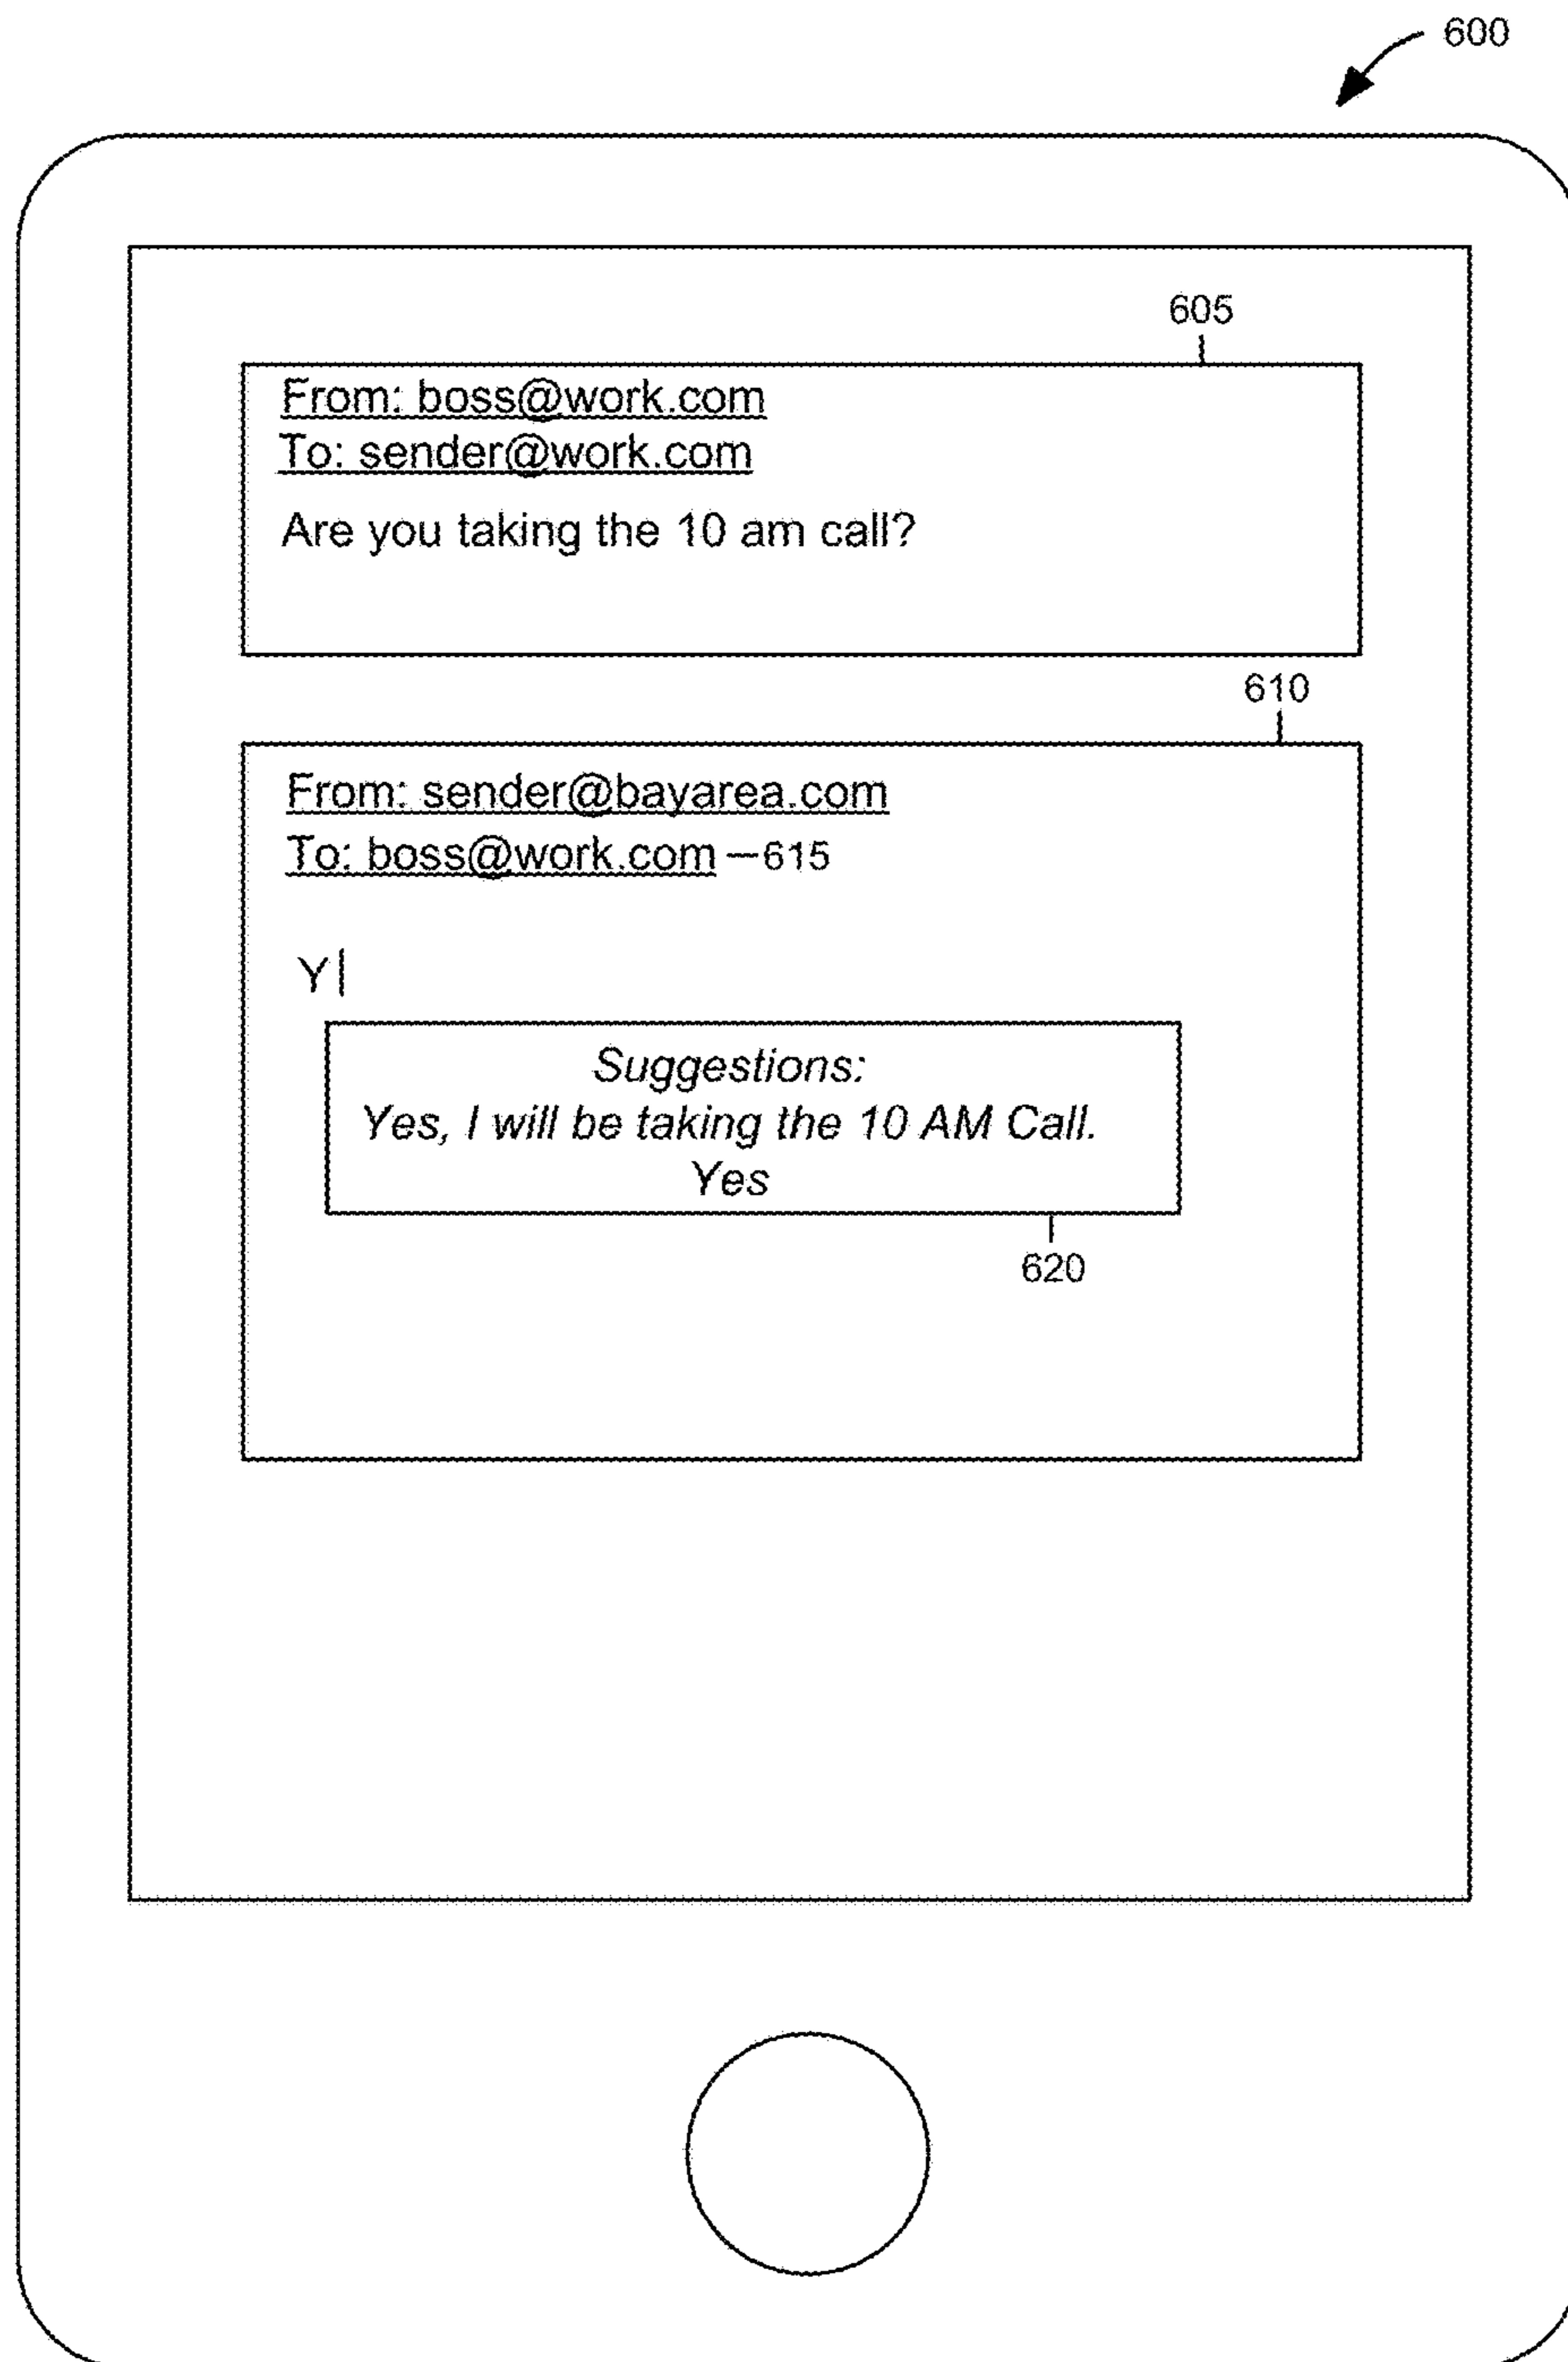 600
605
From: boss@work.com
To: sender@work.com
Are you taking the 10 am call?
610
From: sender@bayarea.com
To: boss@work.com 615
Y
Suggestions:
Yes, I will be taking the 10 AM Call.
Yes
620